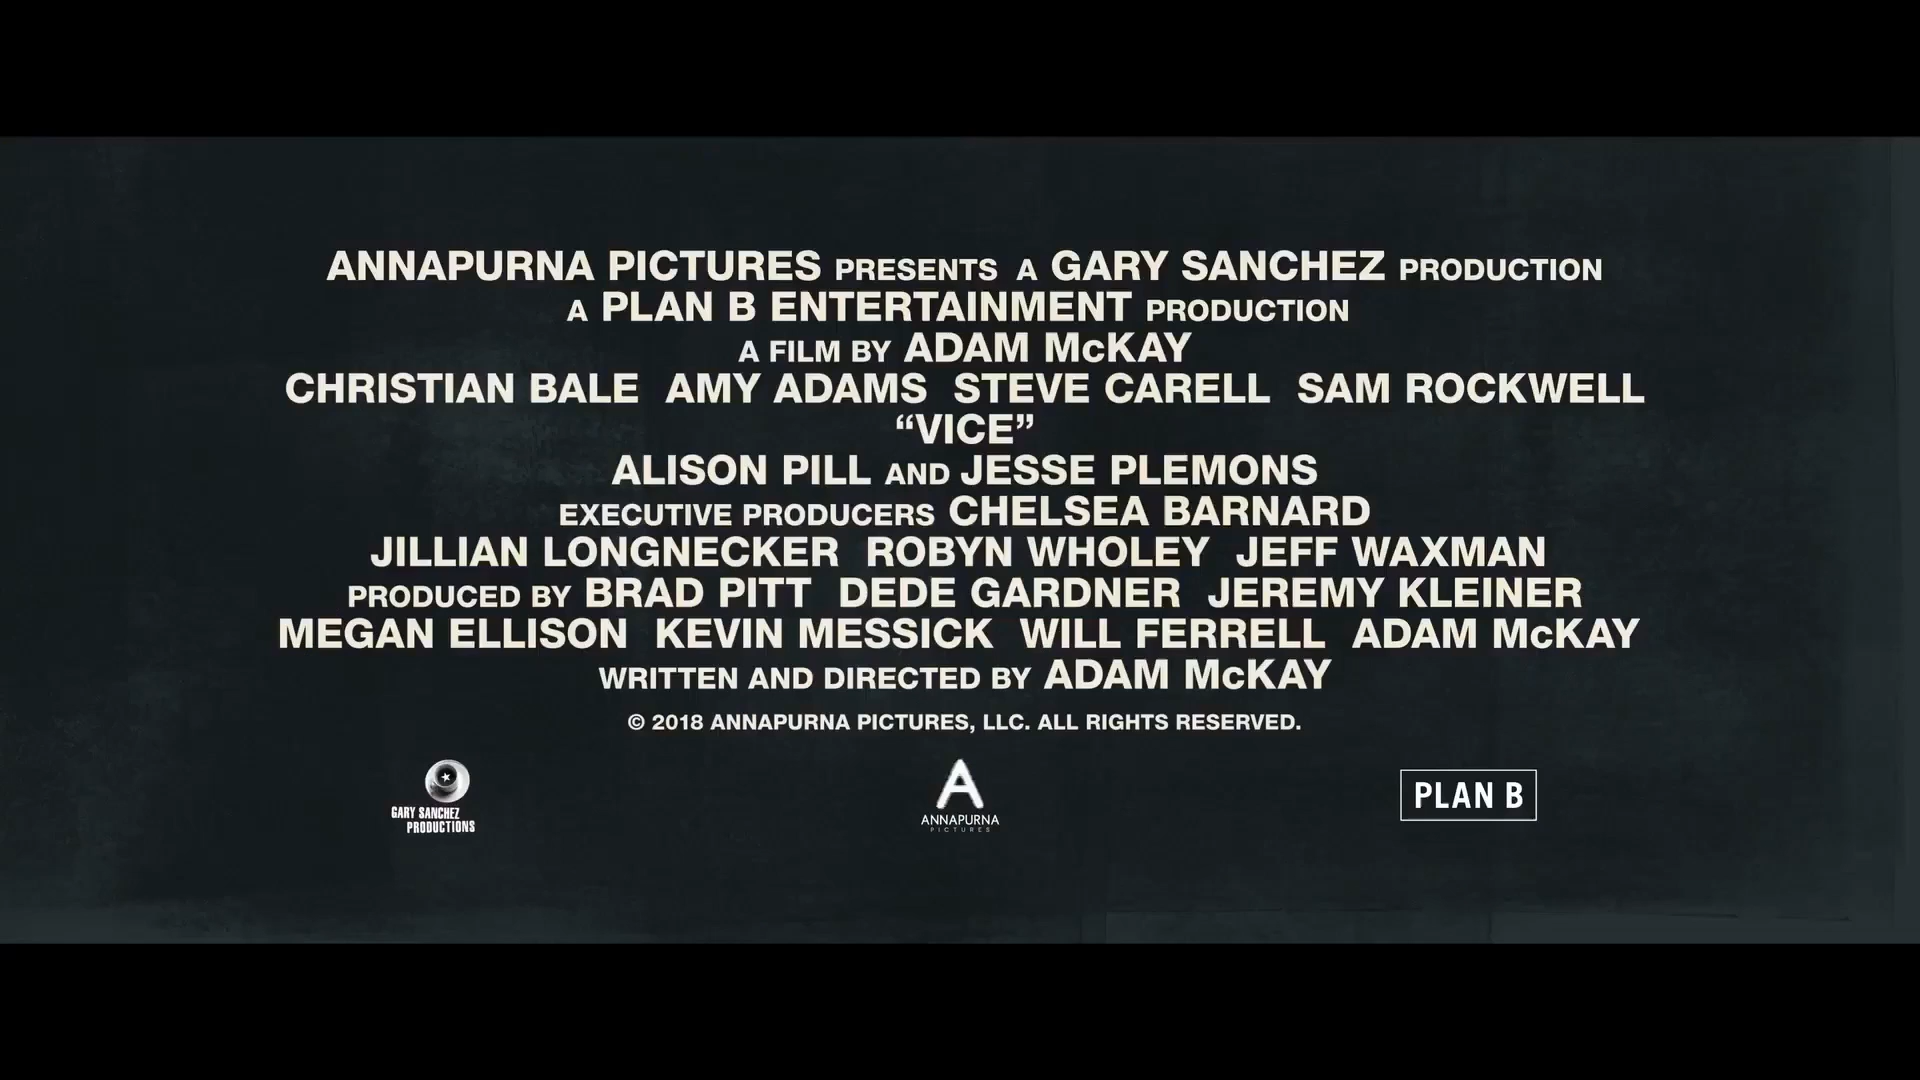 ANNAPURNA PICTURES PRESENTS A GARY SANCHEZ PRODUCTION
A PLAN B ENTERTAINMENT PRODUCTION
A FILM BY ADAM McKAY
CHRISTIAN BALE AMY ADAMS STEVE CARELL SAM ROCKWELL
“VICE”
ALISON PILL AND JESSE PLEMONS
EXECUTIVE PRODUCERS CHELSEA BARNARD
JILLIAN LONGNECKER ROBYN WHOLEY JEFF WAXMAN
PRODUCED BY BRAD PITT DEDE GARDNER JEREMY KLEINER
MEGAN ELLISON KEVIN MESSICK WILL FERRELL ADAM McKAY
WRITTEN AND DIRECTED BY ADAM McKAY
© 2018 ANNAPURNA PICTURES, LLC. ALL RIGHTS RESERVED.
GARY SANCHEZ
PRODUCTIONS
A
ANNAPURNA
PICTURES
PLAN B